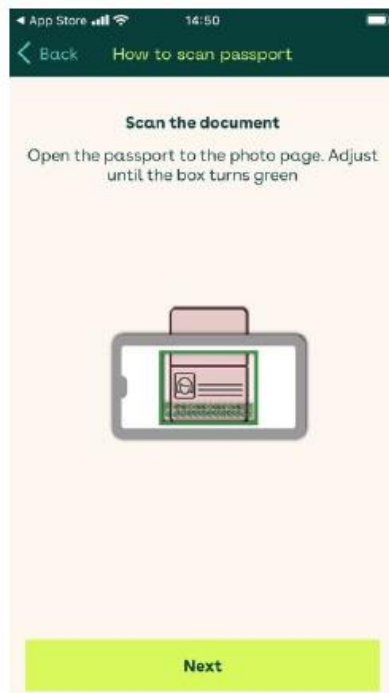 App Store 14:50
Back How to scan passport
Scan the document
Open the passport to the photo page. Adjust
until the box turns green
Next